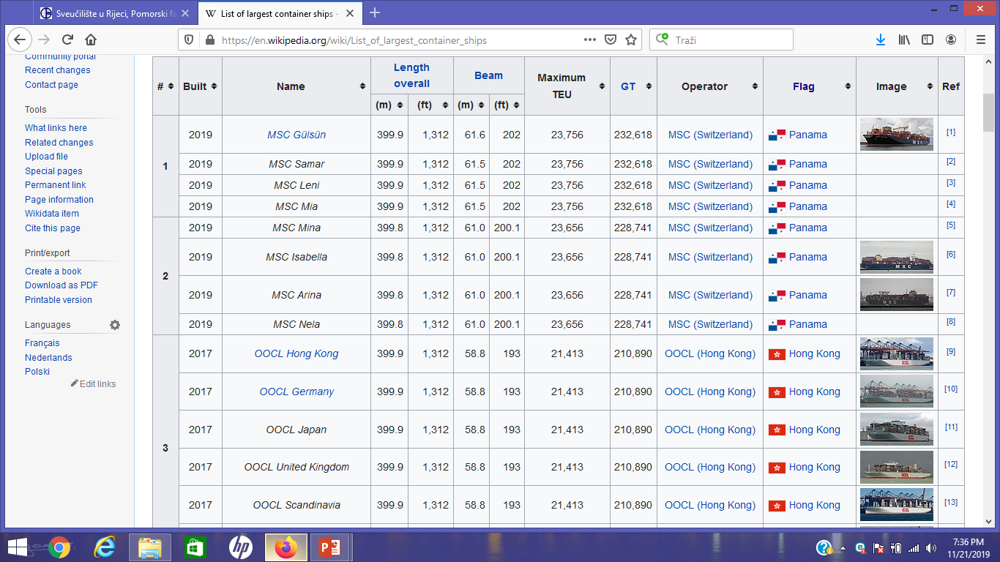 Sveučilište u Rijeci, Pomorski fa
List of largest container ships -
https://en.wikipedia.org/wiki/List_of_largest_container_ships
Traži
Community portal
Recent changes
Contact page
Tools
What links here
Related changes
Upload file
Special pages
Permanent link
Page information
Wikidata item
Cite this page
Print/export
Create a book
Download as PDF
Printable version
Languages
Français
Nederlands
Polski
Edit links
# Built Name Length overall Beam Maximum TEU GT Operator Flag Image Ref
(m) (ft) (m) (ft)
1
2019 MSC Gülsün 399.9 1,312 61.6 202 23,756 232,618 MSC (Switzerland) Panama [1]
2019 MSC Samar 399.9 1,312 61.5 202 23,756 232,618 MSC (Switzerland) Panama [2]
2019 MSC Leni 399.9 1,312 61.5 202 23,756 232,618 MSC (Switzerland) Panama [3]
2019 MSC Mia 399.9 1,312 61.5 202 23,756 232,618 MSC (Switzerland) Panama [4]
2
2019 MSC Mina 399.8 1,312 61.0 200.1 23,656 228,741 MSC (Switzerland) Panama [5]
2019 MSC Isabella 399.8 1,312 61.0 200.1 23,656 228,741 MSC (Switzerland) Panama [6]
2019 MSC Arina 399.8 1,312 61.0 200.1 23,656 228,741 MSC (Switzerland) Panama [7]
2019 MSC Nela 399.8 1,312 61.0 200.1 23,656 228,741 MSC (Switzerland) Panama [8]
3
2017 OOCL Hong Kong 399.9 1,312 58.8 193 21,413 210,890 OOCL (Hong Kong) Hong Kong [9]
2017 OOCL Germany 399.9 1,312 58.8 193 21,413 210,890 OOCL (Hong Kong) Hong Kong [10]
2017 OOCL Japan 399.9 1,312 58.8 193 21,413 210,890 OOCL (Hong Kong) Hong Kong [11]
2017 OOCL United Kingdom 399.9 1,312 58.8 193 21,413 210,890 OOCL (Hong Kong) Hong Kong [12]
2017 OOCL Scandinavia 399.9 1,312 58.8 193 21,413 210,890 OOCL (Hong Kong) Hong Kong [13]
7:36 PM
11/21/2019